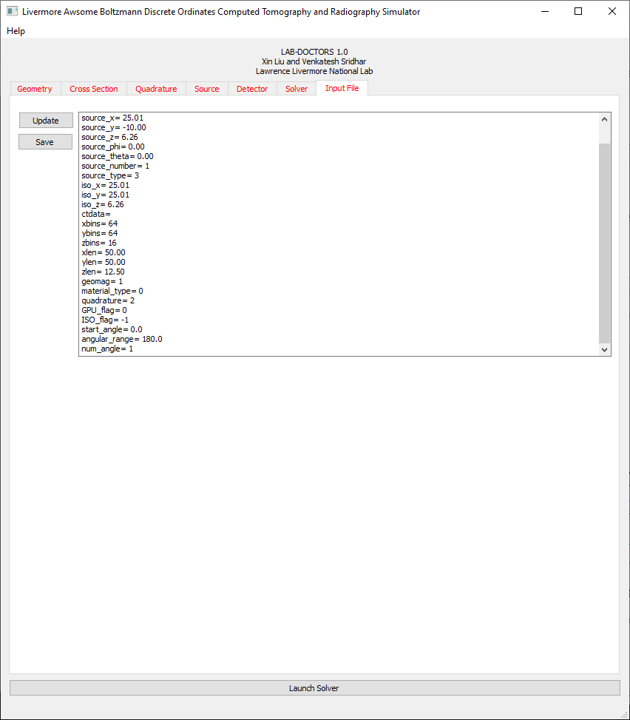 Livermore Awsome Boltzmann Discrete Ordinates Computed Tomography and Radiography Simulator
Help
LAB-DOCTORS 1.0
Xin Liu and Venkatesh Sridhar
Lawrence Livermore National Lab
Geometry Cross Section Quadrature Source Detector Solver Input File
Update
Save
source_x= 25.01
source_y= -10.00
source_z= 6.26
source_phi= 0.00
source_theta= 0.00
source_number= 1
source_type= 3
iso_x= 25.01
iso_y= 25.01
iso_z= 6.26
ctdata=
xbins= 64
ybins= 64
zbins= 16
xlen= 50.00
ylen= 50.00
zlen= 12.50
geomag= 1
material_type= 0
quadrature= 2
GPU_flag= 0
ISO_flag= -1
start_angle= 0.0
angular_range= 180.0
num_angle= 1
Launch Solver